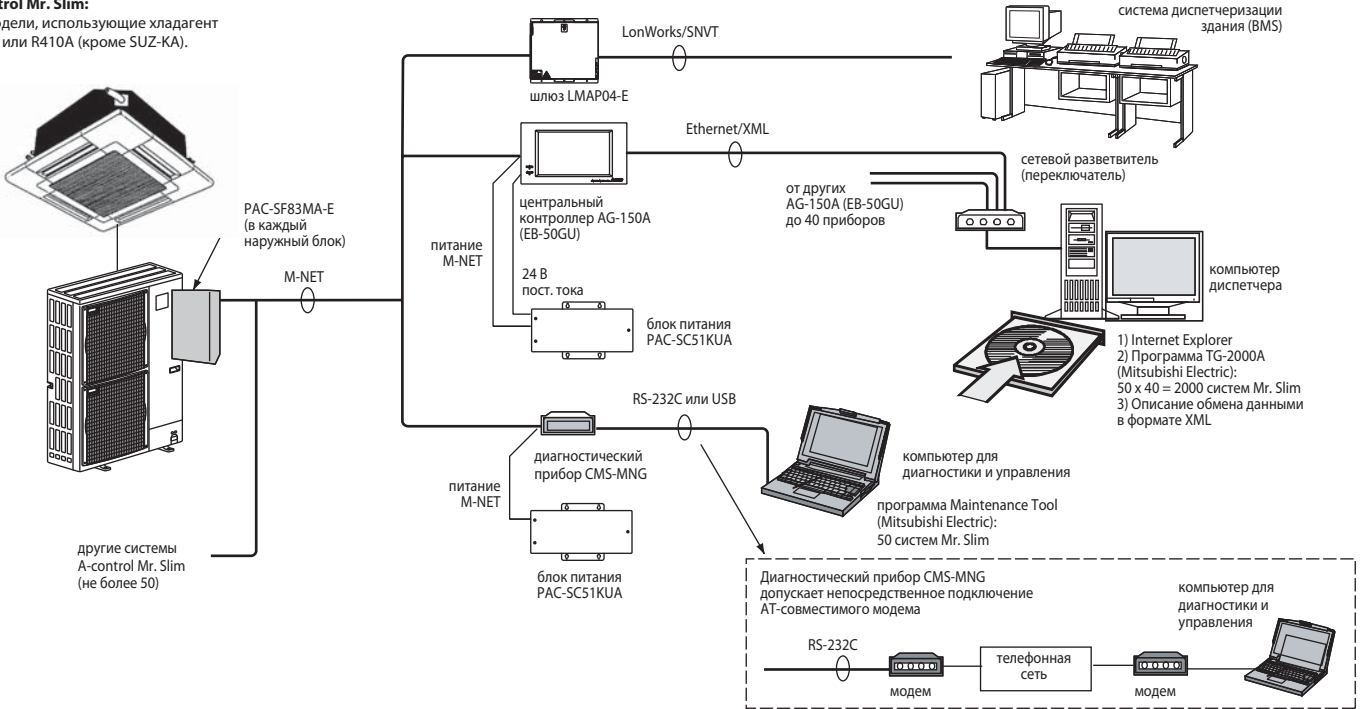 trol Mr. Slim:
одели, использующие хладагент
или R410A (кроме SUZ-KA).
PAC-SF83MA-E
(в каждый
наружный блок)
M-NET
другие системы
A-control Mr. Slim
(не более 50)
LonWorks/SNVT
шлюз LMAP04-E
система диспетчеризации
здания (BMS)
Ethernet/XML
центральный
контроллер AG-150A
(EB-50GU)
питание
M-NET
24 В
пост. тока
блок питания
PAC-SC51KUA
от других
AG-150A (EB-50GU)
до 40 приборов
сетевой разветвитель
(переключатель)
компьютер
диспетчера
1) Internet Explorer
2) Программа TG-2000A
(Mitsubishi Electric):
50 x 40 = 2000 систем Mr. Slim
3) Описание обмена данными
в формате XML
RS-232C или USB
диагностический
прибор CMS-MNG
питание
M-NET
блок питания
PAC-SC51KUA
компьютер для
диагностики и управления
программа Maintenance Tool
(Mitsubishi Electric):
50 систем Mr. Slim
Диагностический прибор CMS-MNG
допускает непосредственное подключение
АТ-совместимого модема
RS-232C
модем
телефонная
сеть
модем
компьютер для
диагностики и
управления